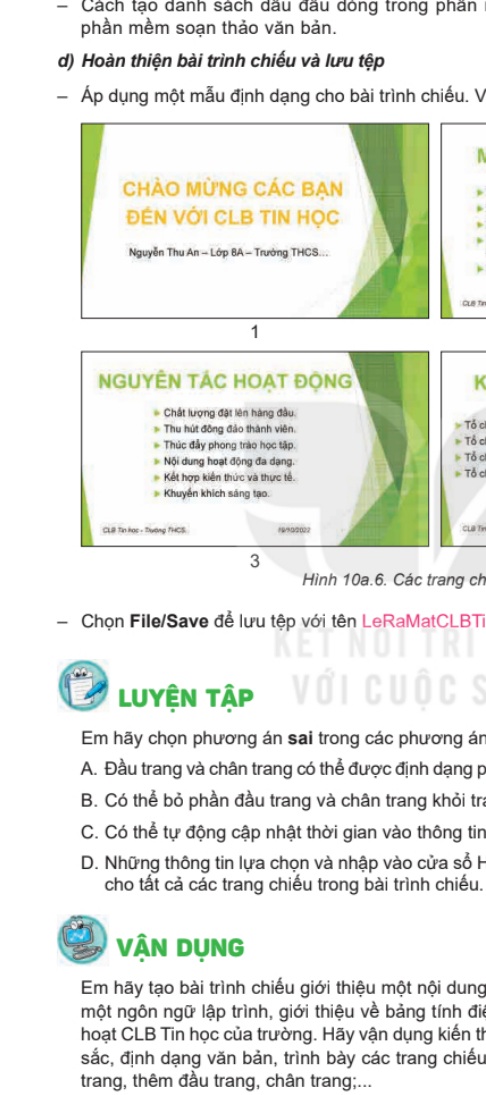 – Cách tạo danh sách dấu đầu dòng trong phần
phần mềm soạn thảo văn bản.
d) Hoàn thiện bài trình chiếu và lưu tệp
– Áp dụng một mẫu định dạng cho bài trình chiếu. V
CHÀO MỪNG CÁC BẠN
ĐẾN VỚI CLB TIN HỌC
Nguyễn Thu An – Lớp 8A – Trường THCS...
CLB Tin
1
NGUYÊN TẮC HOẠT ĐỘNG
Chất lượng đặt lên hàng đầu.
Thu hút đông đảo thành viên.
Thúc đẩy phong trào học tập.
Nội dung hoạt động đa dạng.
Kết hợp kiến thức và thực tế.
Khuyến khích sáng tạo.
CLB Tin học - Trường THCS.
19/10/2022
K
Tổ c
Tổ c
Tổ c
Tổ c
CLB Tin
3
Hình 10a.6. Các trang ch
– Chọn File/Save để lưu tệp với tên LeRaMatCLBTi
KẾT NỐI TRI
VỚI CUỘC S
LUYỆN TẬP
Em hãy chọn phương án sai trong các phương án
A. Đầu trang và chân trang có thể được định dạng p
B. Có thể bỏ phần đầu trang và chân trang khỏi tra
C. Có thể tự động cập nhật thời gian vào thông tin
D. Những thông tin lựa chọn và nhập vào cửa sổ H
cho tất cả các trang chiếu trong bài trình chiếu.
VẬN DỤNG
Em hãy tạo bài trình chiếu giới thiệu một nội dung
một ngôn ngữ lập trình, giới thiệu về bảng tính điệ
hoạt CLB Tin học của trường. Hãy vận dụng kiến th
sắc, định dạng văn bản, trình bày các trang chiếu
trang, thêm đầu trang, chân trang;...